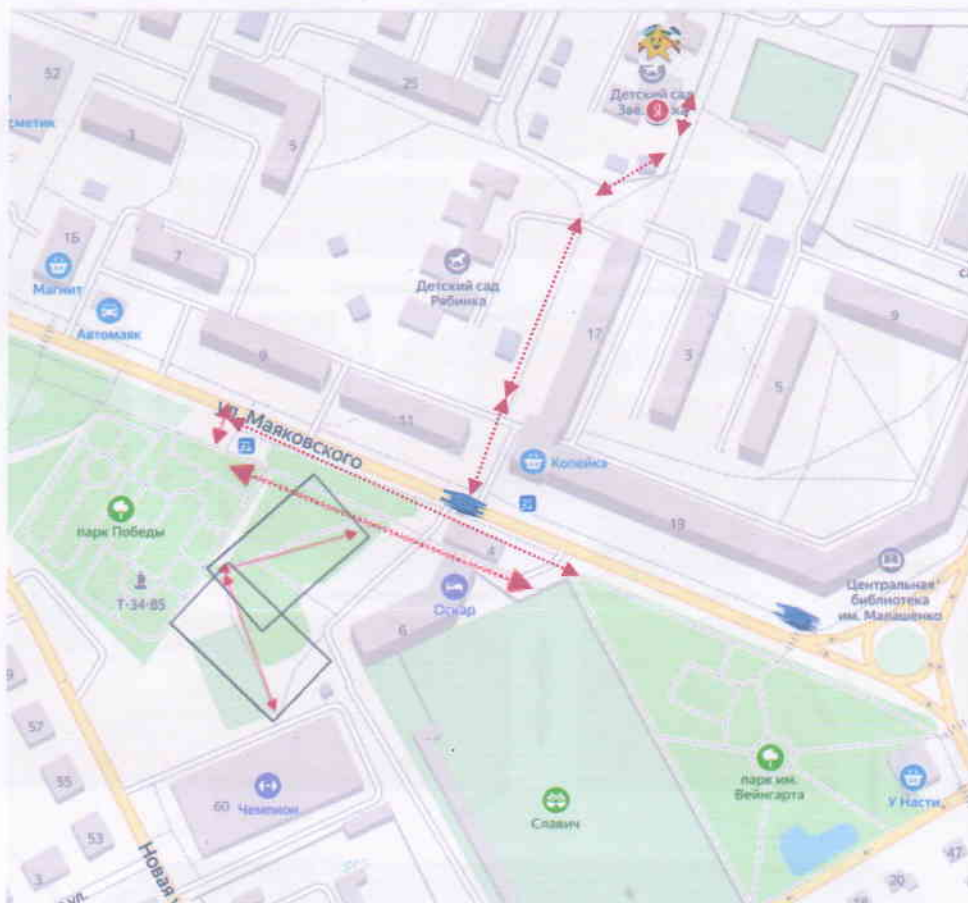 52
25
Детский сад
3
5
1Б
7
Магнит
Автомаяк
Детский сад
Рябинка
9
17
3
5
9
11
ул. Маяковского
Копейка
19
парк Победы
Т-34-85
4
Оскар
6
Центральная
библиотека
им. Малашенко
57
55
53
3
60
Чемпион
Славич
парк им.
Вейнгарта
У Насти
Новая
47
20